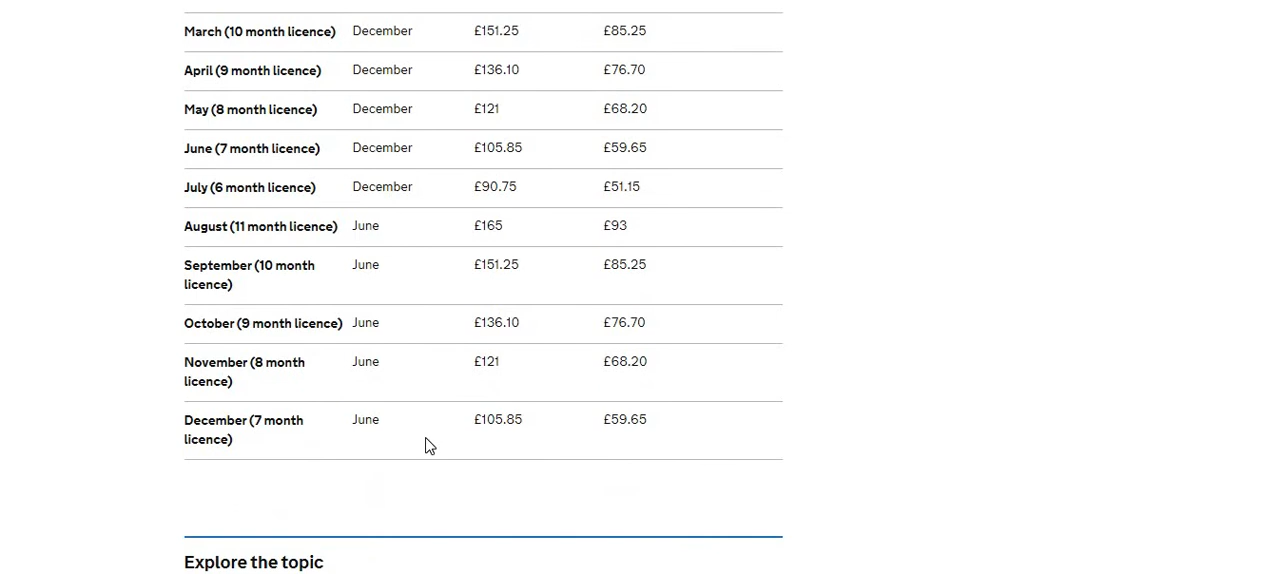 March (10 month licence) December £151.25 £85.25
April (9 month licence) December £136.10 £76.70
May (8 month licence) December £121 £68.20
June (7 month licence) December £105.85 £59.65
July (6 month licence) December £90.75 £51.15
August (11 month licence) June £165 £93
September (10 month June £151.25 £85.25
licence)
October (9 month licence) June £136.10 £76.70
November (8 month June £121 £68.20
licence)
December (7 month June £105.85 £59.65
licence)
Explore the topic